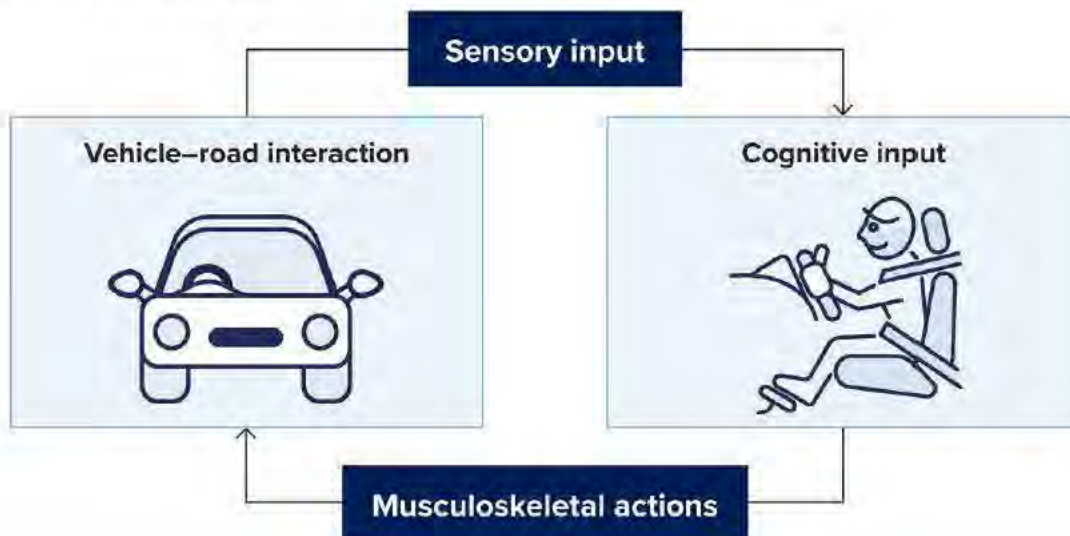 Sensory input
Vehicle–road interaction
Cognitive input
Musculoskeletal actions